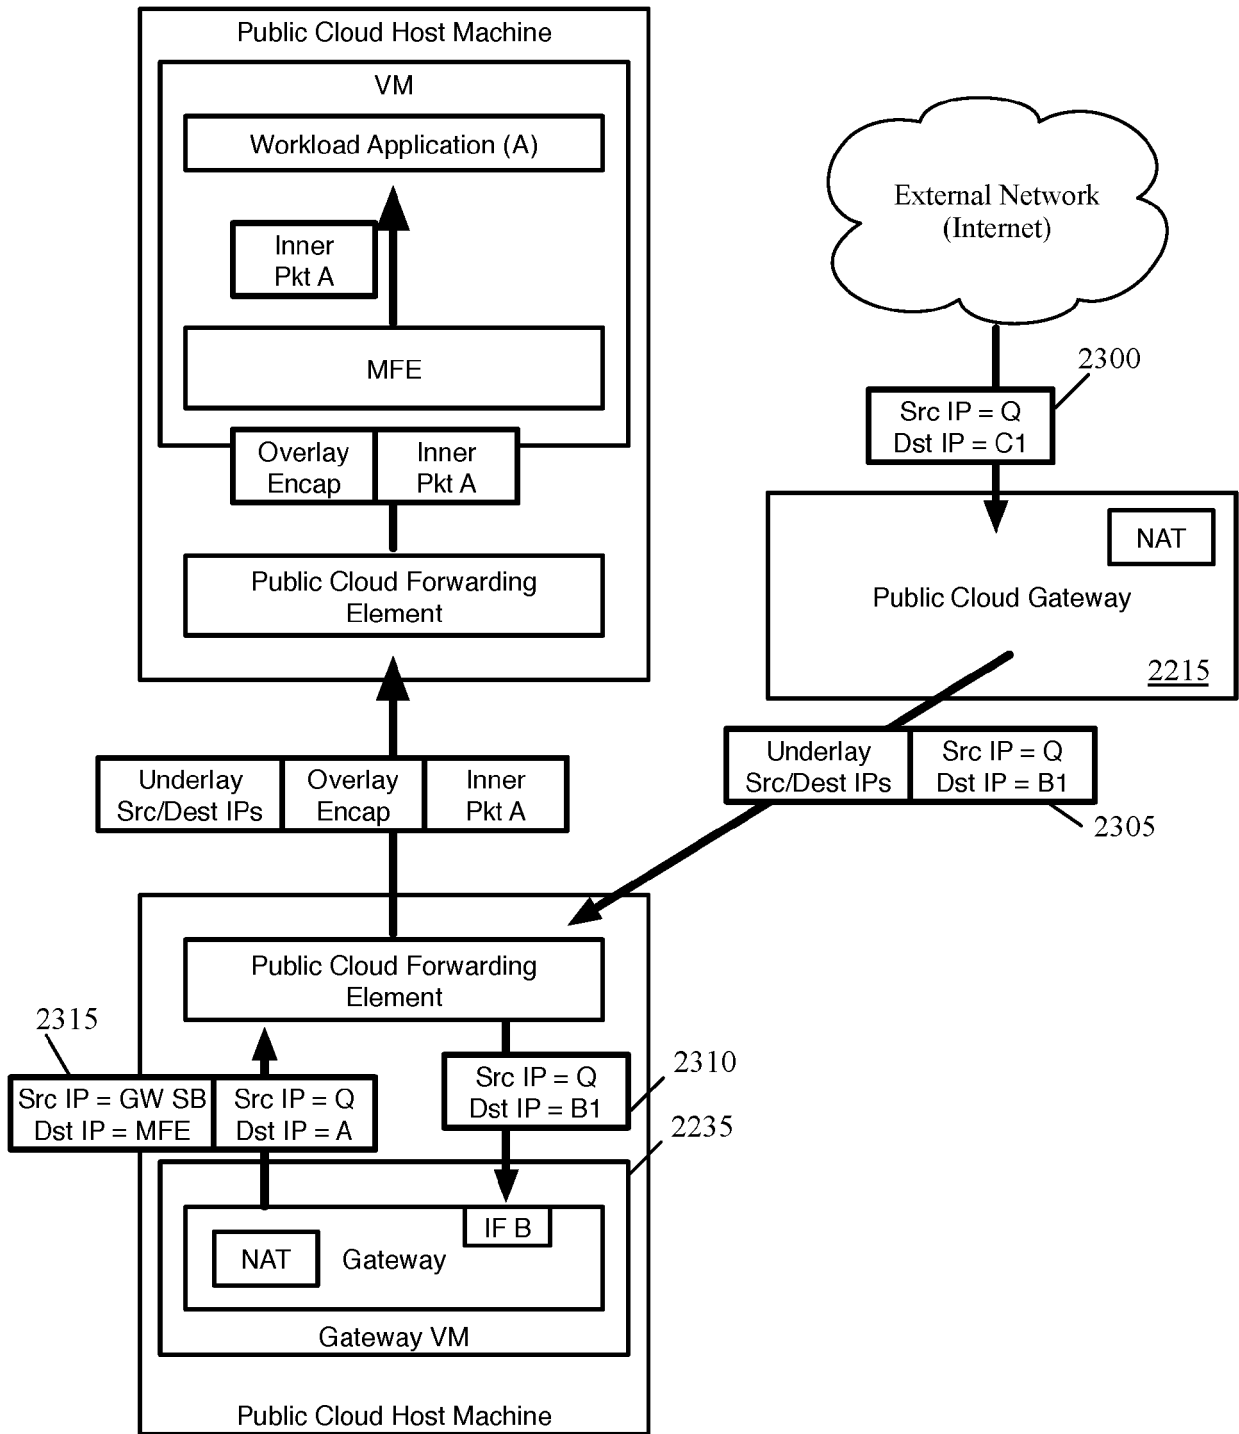 Public Cloud Host Machine
VM
Workload Application (A)
Inner
Pkt A
MFE
Overlay
Encap
Inner
Pkt A
Public Cloud Forwarding
Element
External Network
(Internet)
2300
Src IP = Q
Dst IP = C1
NAT
Public Cloud Gateway
2215
Underlay
Src/Dest IPs
Src IP = Q
Dst IP = B1
2305
Underlay
Src/Dest IPs
Overlay
Encap
Inner
Pkt A
Public Cloud Forwarding
Element
2315
Src IP = GW SB
Dst IP = MFE
Src IP = Q
Dst IP = A
Src IP = Q
Dst IP = B1
2310
2235
IF B
NAT
Gateway
Gateway VM
Public Cloud Host Machine